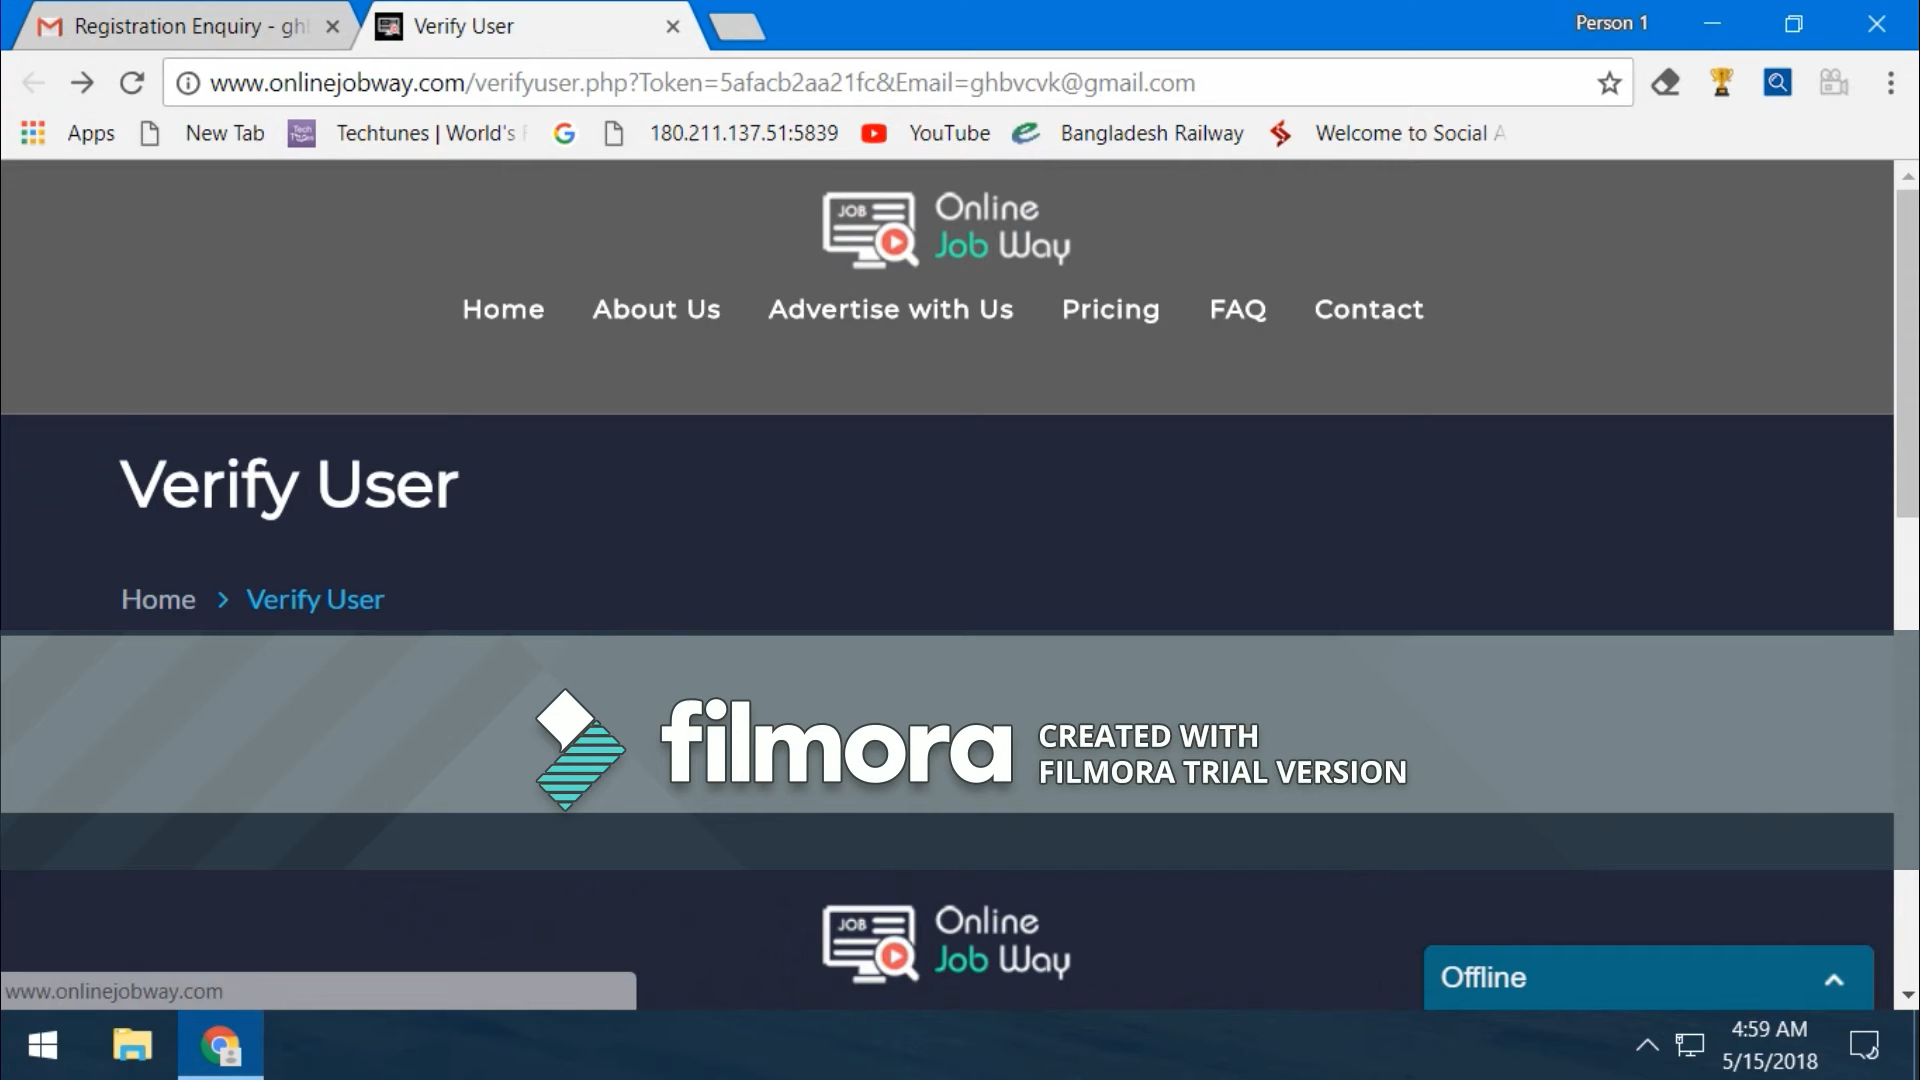 Registration Enquiry - gh
Verify User
Person 1
www.onlinejobway.com/verifyuser.php?Token=5afacb2aa21fc&Email=ghbvcvk@gmail.com
Apps
New Tab
Tech
Techtunes | World's
180.211.137.51:5839
YouTube
Bangladesh Railway
Welcome to Social A
JOB
Online
Job Way
Home
About Us
Advertise with Us
Pricing
FAQ
Contact
Verify User
Home > Verify User
filmora
CREATED WITH
FILMORA TRIAL VERSION
JOB
Online
Job Way
Offline
www.onlinejobway.com
4:59 AM
5/15/2018